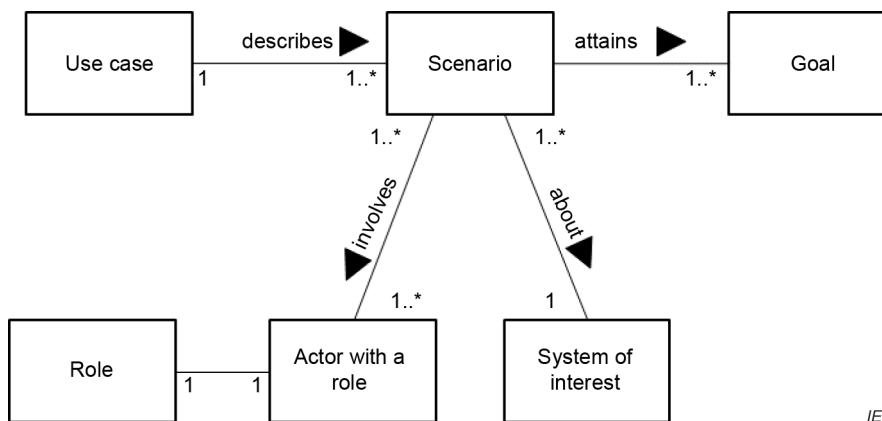 describes
attains
Use case
Scenario
Goal
1
1..*
1..*
1..*
1..*
involves
about
1..*
1
Role
Actor with a
role
System of
interest
1
1
IE